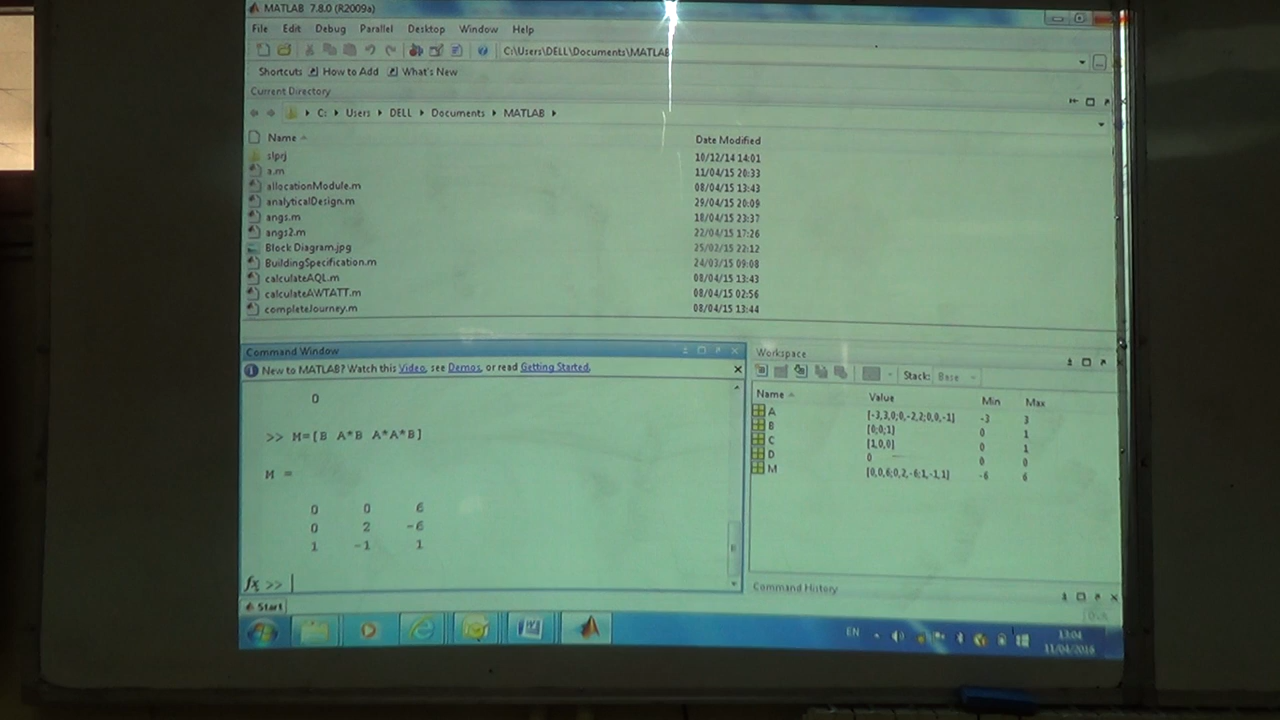 MATLAB 7.8.0 (R2009a)
File Edit Debug Parallel Desktop Window Help
C:\Users\DELL\Documents\MATLAB
Shortcuts How to Add What's New
Current Directory
C: Users DELL Documents MATLAB
Name Date Modified
slprj 10/12/14 14:01
a.m 11/04/15 20:33
allocationModule.m 08/04/15 13:43
analyticalDesign.m 29/04/15 20:09
angs.m 18/04/15 23:37
angs2.m 22/04/15 17:26
Block Diagram.jpg 25/02/15 22:12
BuildingSpecification.m 24/03/15 09:08
calculateAQL.m 08/04/15 13:43
calculateAWTATT.m 08/04/15 02:56
completeJourney.m 08/04/15 13:44
Command Window
New to MATLAB? Watch this Video, see Demos, or read Getting Started.
0
>> M=[B A*B A*A*B]
M =
0 0 6
0 2 -6
1 -1 1
fx >>
Workspace
Stack: Base
Name Value Min Max
A [-3,3,0;0,-2,2;0,0,-1] -3 3
B [0;0;1] 0 1
C [1,0,0] 0 1
D 0 0 0
M [0,0,6;0,2,-6;1,-1,1] -6 6
Command History
Start
EN 13:04
11/04/2016